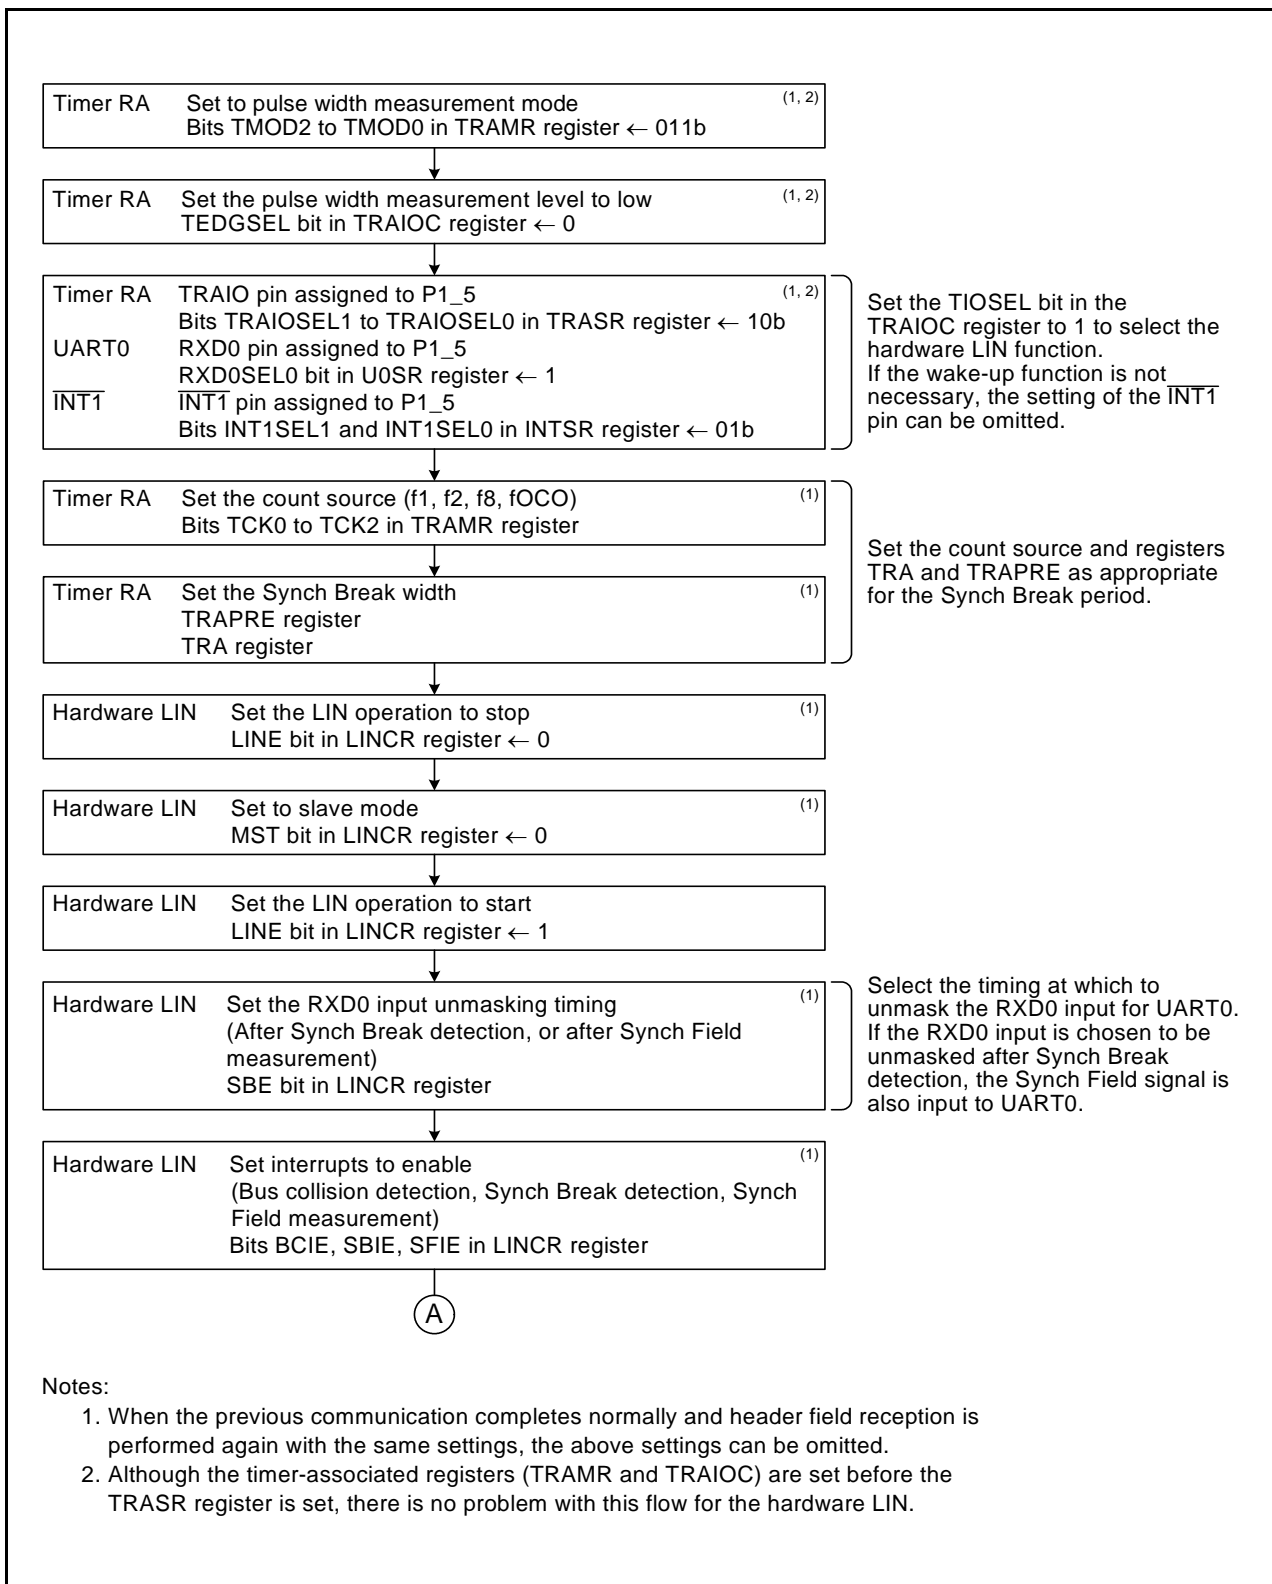 Timer RA Set to pulse width measurement mode (1, 2)
Bits TMOD2 to TMOD0 in TRAMR register ← 011b
Timer RA Set the pulse width measurement level to low (1, 2)
TEDGSEL bit in TRAIOC register ← 0
Timer RA TRAIO pin assigned to P1_5 (1, 2)
Bits TRAIOSEL1 to TRAIOSEL0 in TRASR register ← 10b
UART0 RXD0 pin assigned to P1_5
RXD0SEL0 bit in U0SR register ← 1
INT1 INT1 pin assigned to P1_5
Bits INT1SEL1 and INT1SEL0 in INTSR register ← 01b
Set the TIOSEL bit in the
TRAIOC register to 1 to select the
hardware LIN function.
If the wake-up function is not
necessary, the setting of the INT1
pin can be omitted.
Timer RA Set the count source (f1, f2, f8, fOCO) (1)
Bits TCK0 to TCK2 in TRAMR register
Timer RA Set the Synch Break width (1)
TRAPRE register
TRA register
Set the count source and registers
TRA and TRAPRE as appropriate
for the Synch Break period.
Hardware LIN Set the LIN operation to stop (1)
LINE bit in LINCR register ← 0
Hardware LIN Set to slave mode (1)
MST bit in LINCR register ← 0
Hardware LIN Set the LIN operation to start
LINE bit in LINCR register ← 1
Hardware LIN Set the RXD0 input unmasking timing (1)
(After Synch Break detection, or after Synch Field
measurement)
SBE bit in LINCR register
Select the timing at which to
unmask the RXD0 input for UART0.
If the RXD0 input is chosen to be
unmasked after Synch Break
detection, the Synch Field signal is
also input to UART0.
Hardware LIN Set interrupts to enable (1)
(Bus collision detection, Synch Break detection, Synch
Field measurement)
Bits BCIE, SBIE, SFIE in LINCR register
A
Notes:
1. When the previous communication completes normally and header field reception is
performed again with the same settings, the above settings can be omitted.
2. Although the timer-associated registers (TRAMR and TRAIOC) are set before the
TRASR register is set, there is no problem with this flow for the hardware LIN.